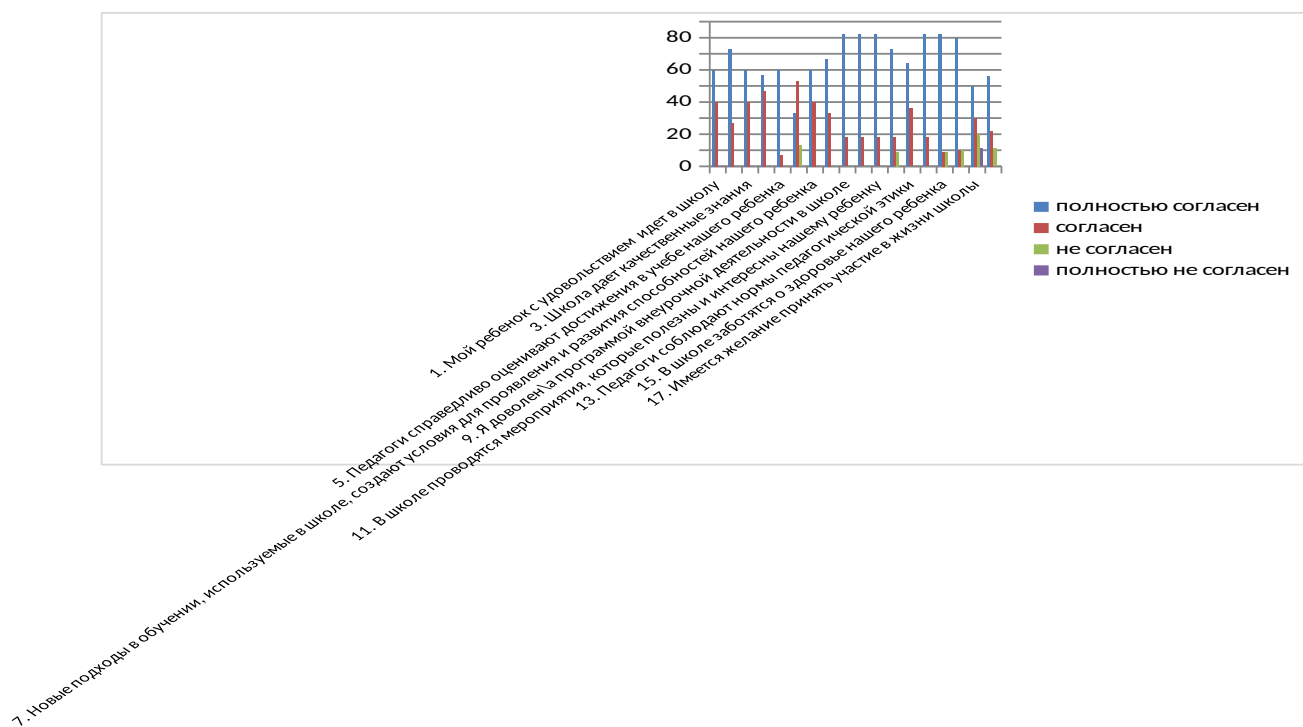 80
60
40
20
0
1. Мой ребенок с удовольствием идет в школу
3. Школа дает качественные знания
5. Педагоги справедливо оценивают достижения в учебе нашего ребенка
7. Новые подходы в обучении, используемые в школе, создают условия для проявления и развития способностей нашего ребенка
9. Я доволен\а программой внеурочной деятельности в школе
11. В школе проводятся мероприятия, которые полезны и интересны нашему ребенку
13. Педагоги соблюдают нормы педагогической этики
15. В школе заботятся о здоровье нашего ребенка
17. Имеется желание принять участие в жизни школы
полностью согласен
согласен
не согласен
полностью не согласен